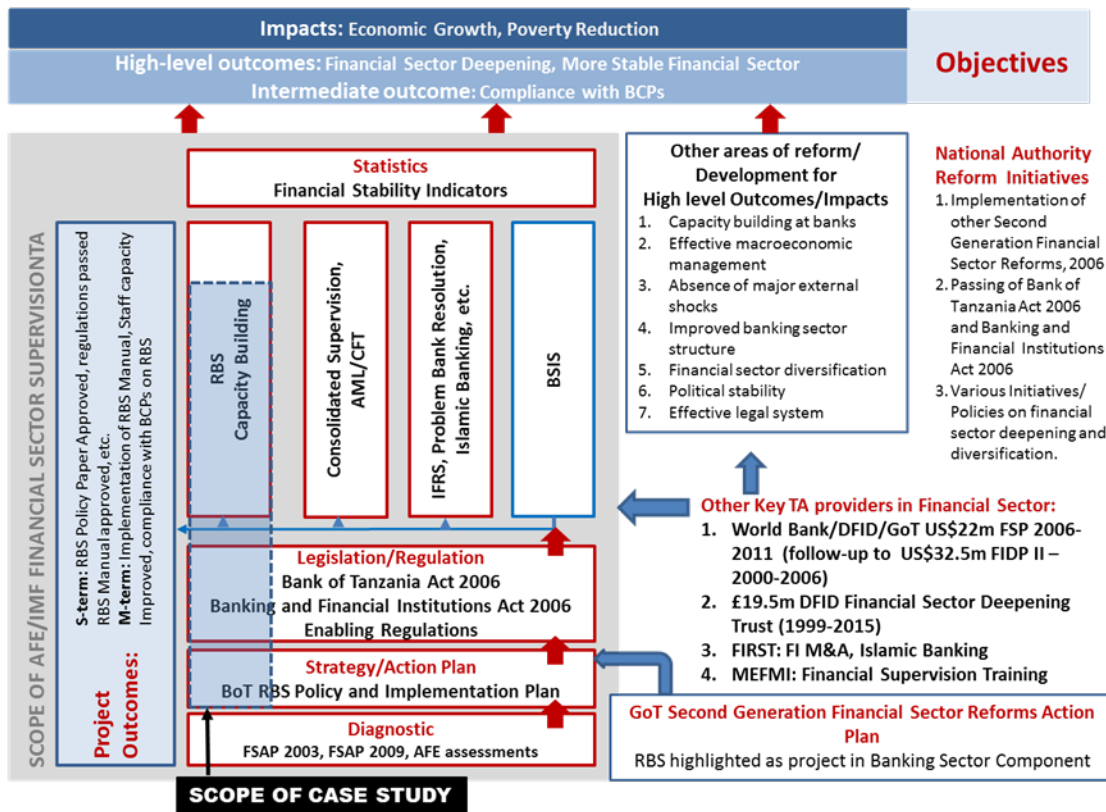 Impacts: Economic Growth, Poverty Reduction
High-level outcomes: Financial Sector Deepening, More Stable Financial Sector
Intermediate outcome: Compliance with BCPs
Objectives
SCOPE OF AFE/IMF FINANCIAL SECTOR SUPERVISIONTA
Statistics
Financial Stability Indicators
Project
Outcomes:
S-term: RBS Policy Paper Approved, regulations passed
RBS Manual approved, etc.
M-term: Implementation of RBS Manual, Staff capacity
Improved, compliance with BCPs on RBS
RBS
Capacity Building
Consolidated Supervision,
AML/CFT
IFRS, Problem Bank Resolution,
Islamic Banking, etc.
BSIS
Legislation/Regulation
Bank of Tanzania Act 2006
Banking and Financial Institutions Act 2006
Enabling Regulations
Strategy/Action Plan
BoT RBS Policy and Implementation Plan
Diagnostic
FSAP 2003, FSAP 2009, AFE assessments
SCOPE OF CASE STUDY
Other areas of reform/
Development for
High level Outcomes/Impacts
1. Capacity building at banks
2. Effective macroeconomic
management
3. Absence of major external
shocks
4. Improved banking sector
structure
5. Financial sector diversification
6. Political stability
7. Effective legal system
National Authority
Reform Initiatives
1. Implementation of
other Second
Generation Financial
Sector Reforms, 2006
2. Passing of Bank of
Tanzania Act 2006
and Banking and
Financial Institutions
Act 2006
3. Various Initiatives/
Policies on financial
sector deepening and
diversification.
Other Key TA providers in Financial Sector:
1. World Bank/DFID/GoT US$22m FSP 2006-
2011 (follow-up to US$32.5m FIDP II –
2000-2006)
2. £19.5m DFID Financial Sector Deepening
Trust (1999-2015)
3. FIRST: FI M&A, Islamic Banking
4. MEFMI: Financial Supervision Training
GoT Second Generation Financial Sector Reforms Action
Plan
RBS highlighted as project in Banking Sector Component